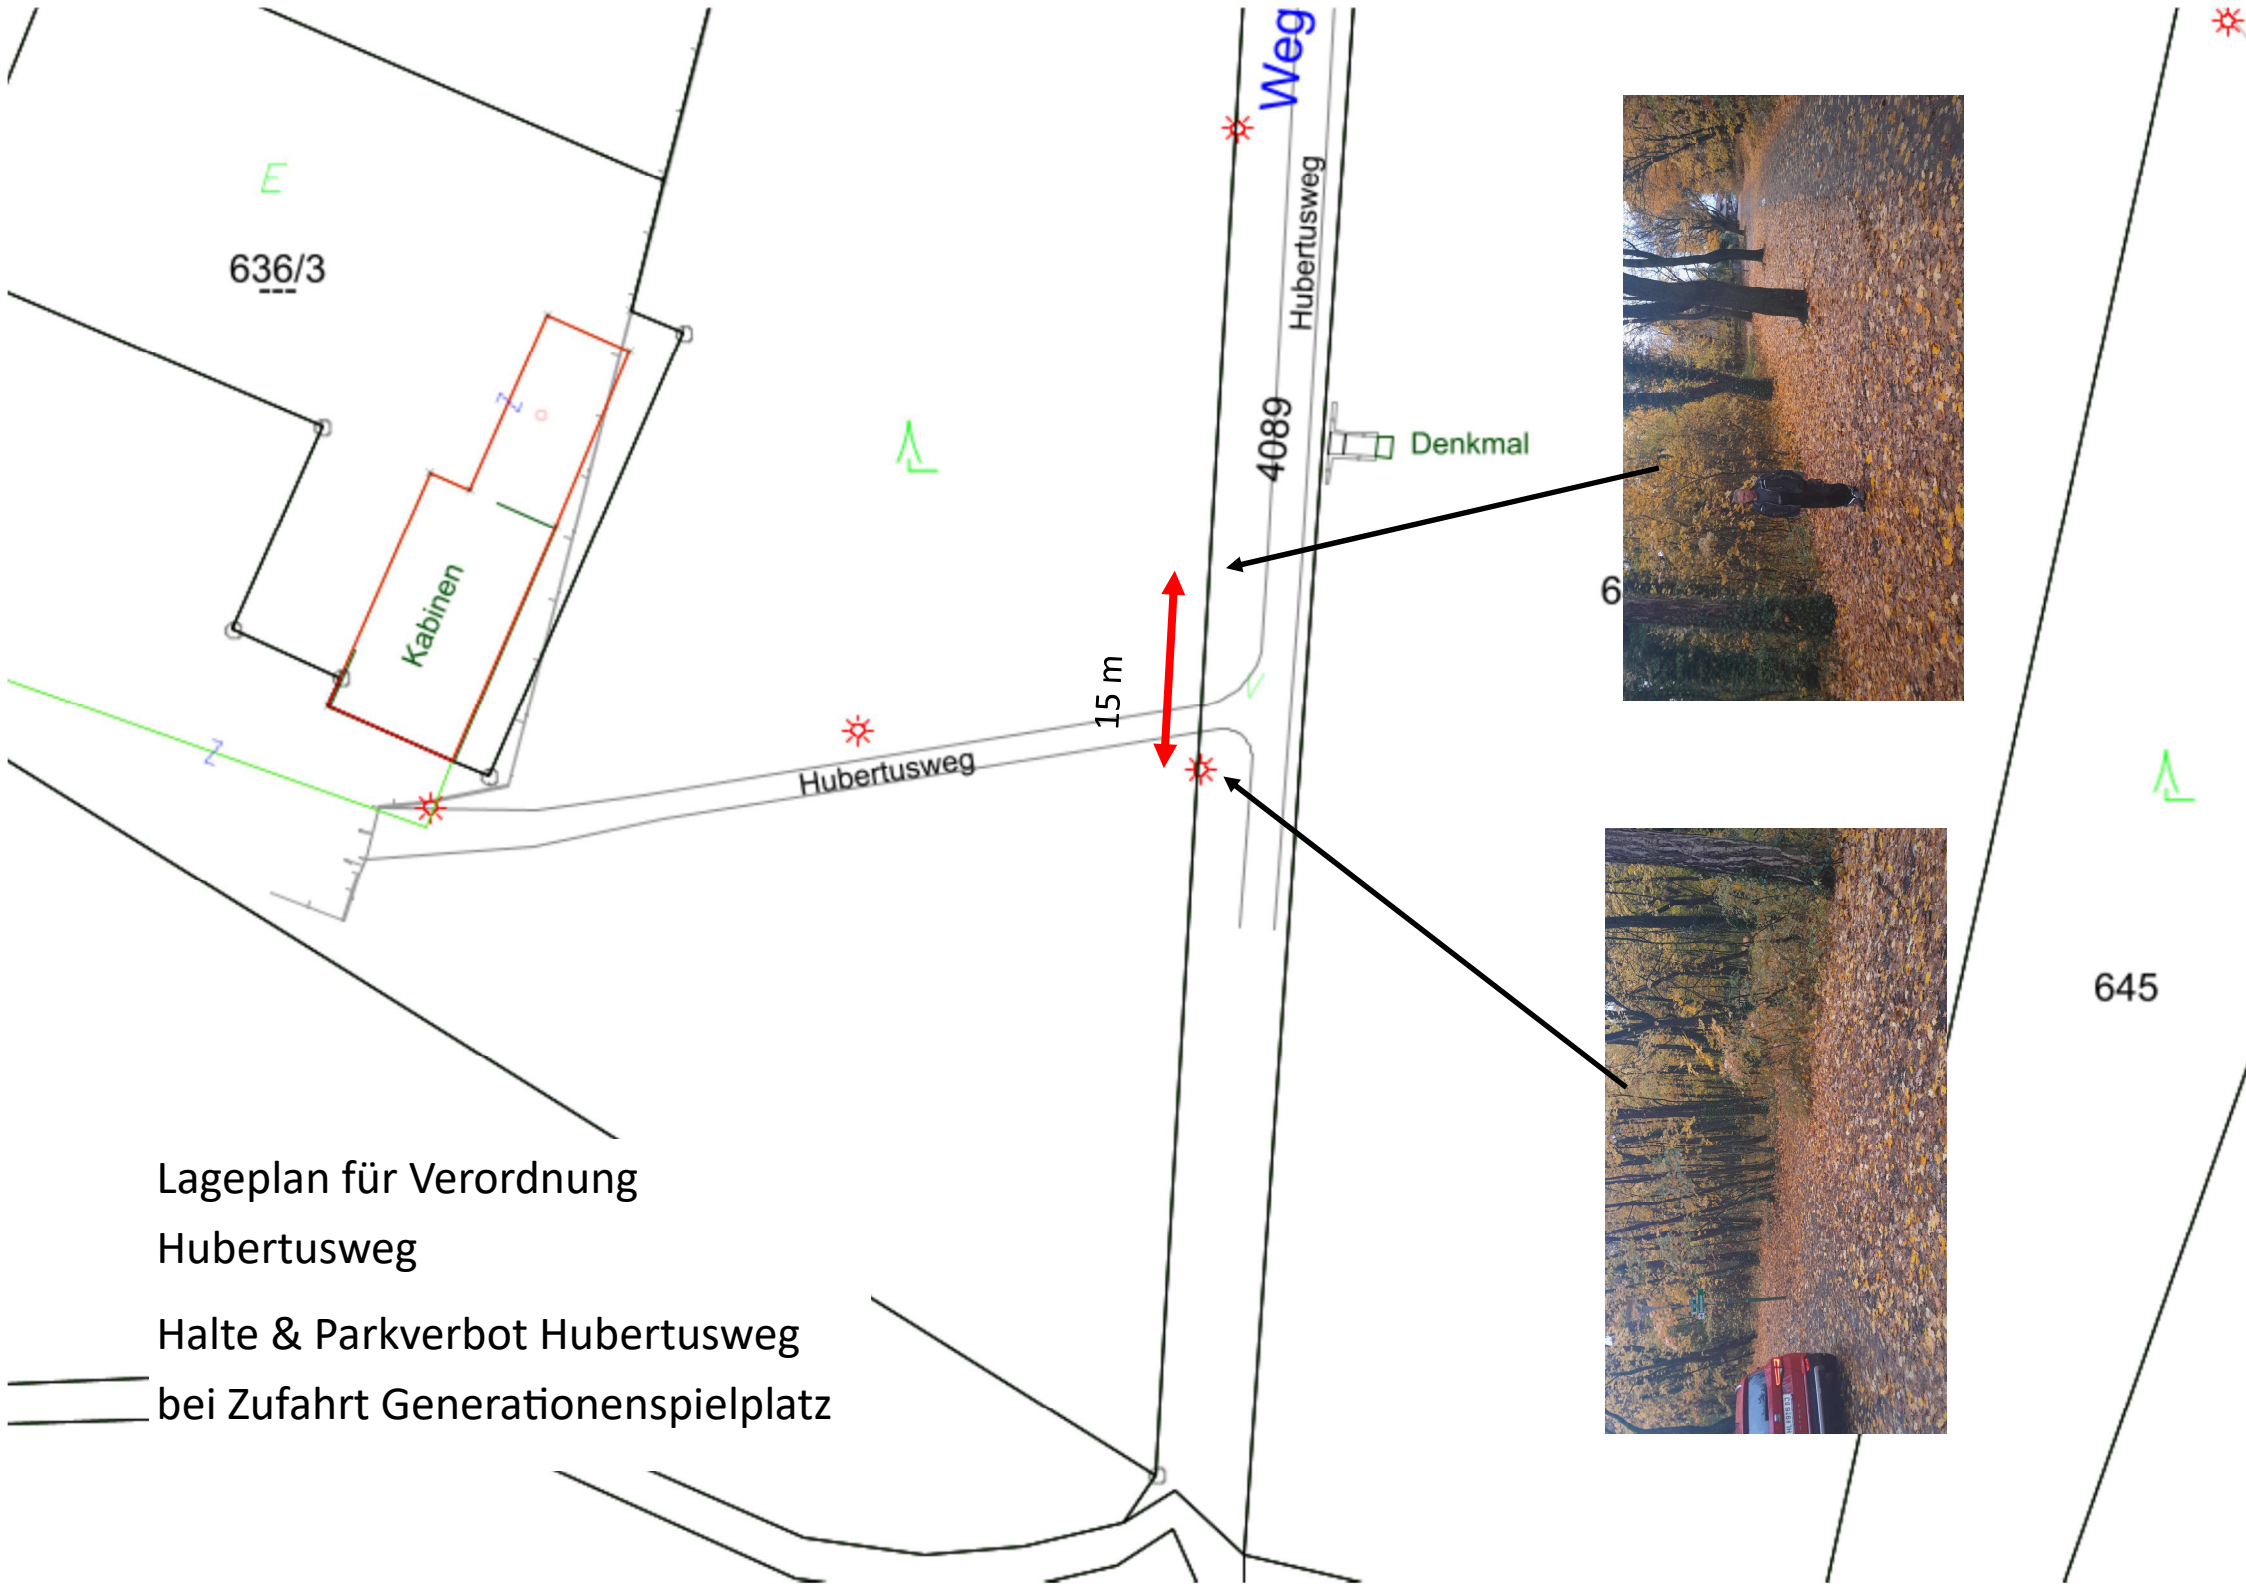 Weg
Hubertusweg
E
636/3
4089
Denkmal
Z
Kabinen
6
15 m
Z
Hubertusweg
645
Lageplan für Verordnung
Hubertusweg
Halte & Parkverbot Hubertusweg
bei Zufahrt Generationenspielplatz